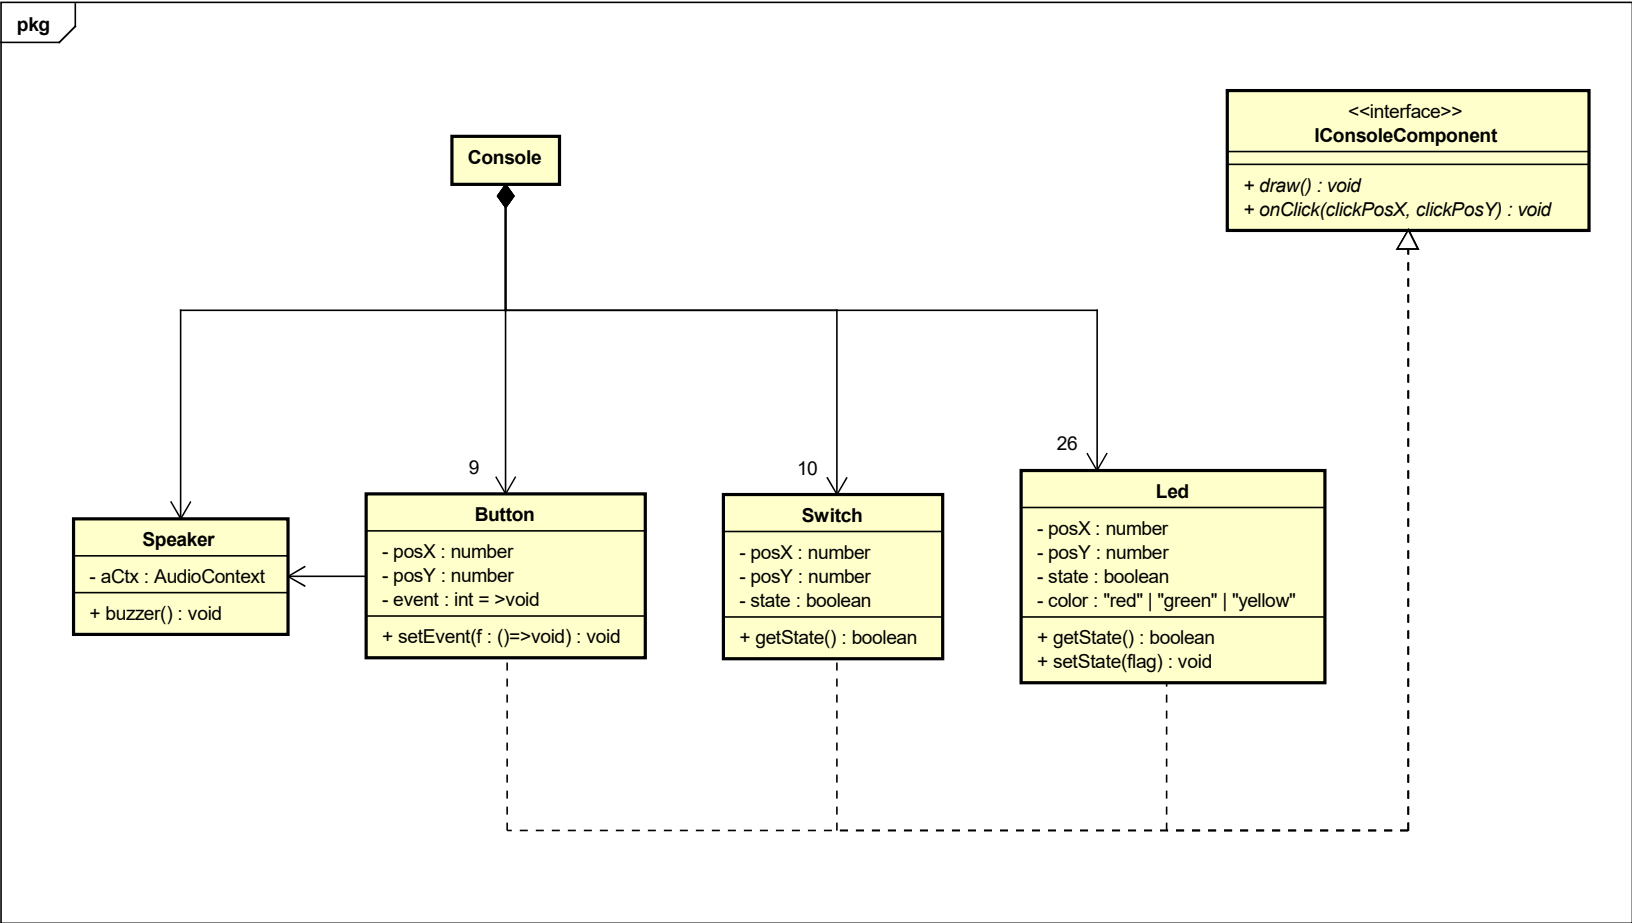 pkg
<<interface>>
IConsoleComponent
+ draw() : void
+ onClick(clickPosX, clickPosY) : void
Console
9
10
26
Speaker
- aCtx : AudioContext
+ buzzer() : void
Button
- posX : number
- posY : number
- event : int = >void
+ setEvent(f : ()=>void) : void
Switch
- posX : number
- posY : number
- state : boolean
+ getState() : boolean
Led
- posX : number
- posY : number
- state : boolean
- color : "red" | "green" | "yellow"
+ getState() : boolean
+ setState(flag) : void